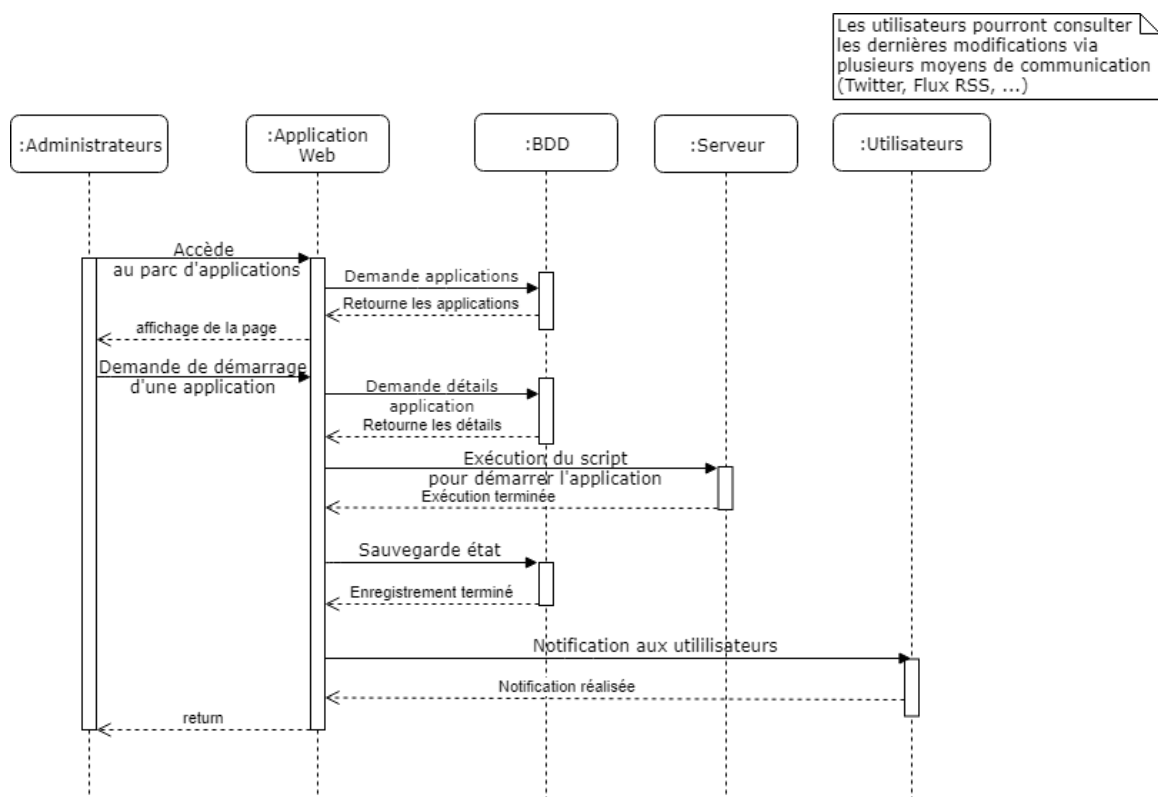 Les utilisateurs pourront consulter
les dernières modifications via
plusieurs moyens de communication
(Twitter, Flux RSS, ...)
:Administrateurs
:Application
Web
:BDD
:Serveur
:Utilisateurs
Accède
au parc d'applications
Demande applications
Retourne les applications
affichage de la page
Demande de démarrage
d'une application
Demande détails
application
Retourne les détails
Exécution du script
pour démarrer l'application
Exécution terminée
Sauvegarde état
Enregistrement terminé
Notification aux utililisateurs
Notification réalisée
return